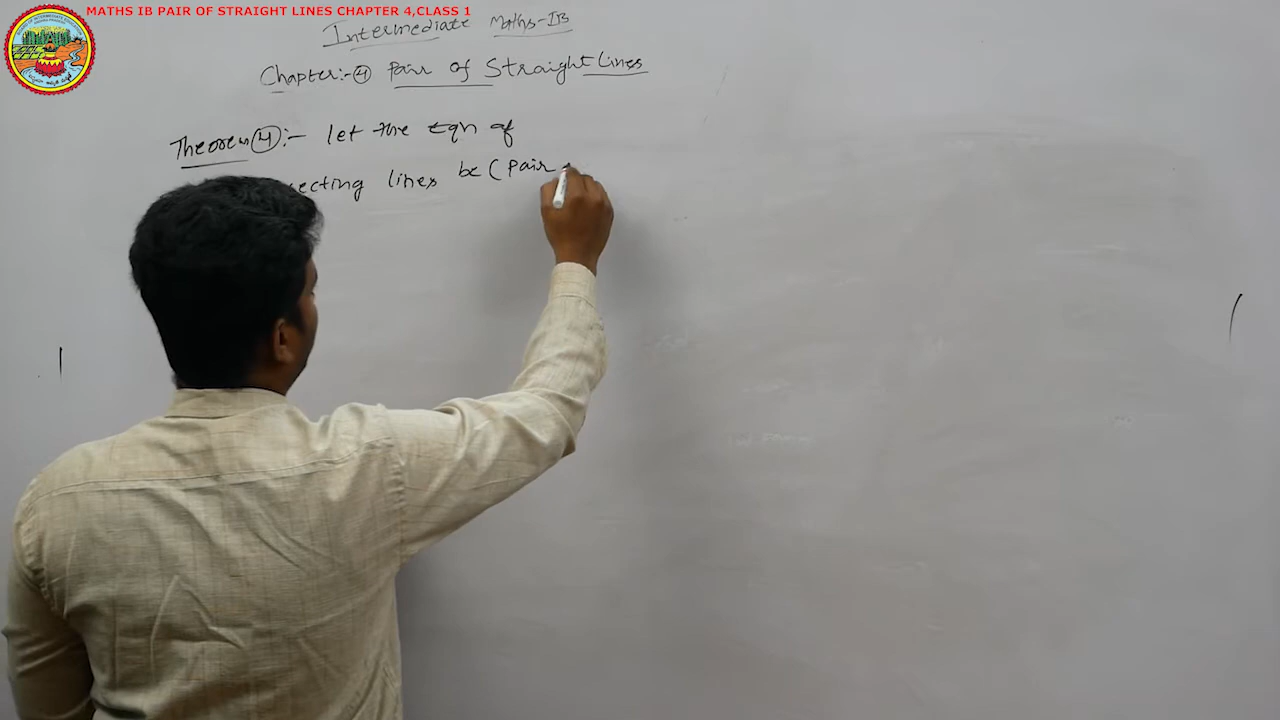 MATHS IB PAIR OF STRAIGHT LINES CHAPTER 4,CLASS 1
Intermediate Maths-IB
Chapter:-④ Pair of Straight Lines
Theorem④:- let the Eqn of
secting lines be (Pair